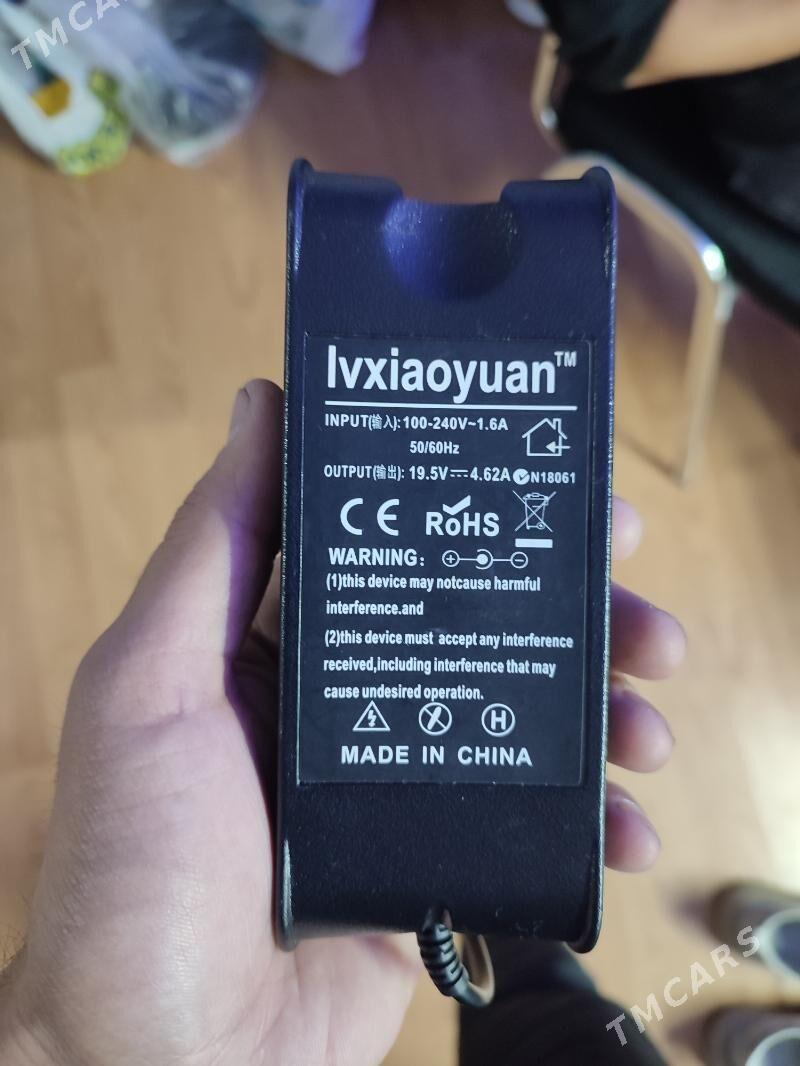 TMCARS
lvxiaoyuan™
INPUT(输入): 100-240V~1.6A
50/60Hz
OUTPUT(输出): 19.5V⎓4.62A N18061
CE RoHS
WARNING:
(1)this device may notcause harmful
interference.and
(2)this device must accept any interference
received,including interference that may
cause undesired operation.
H
MADE IN CHINA
TMCARS